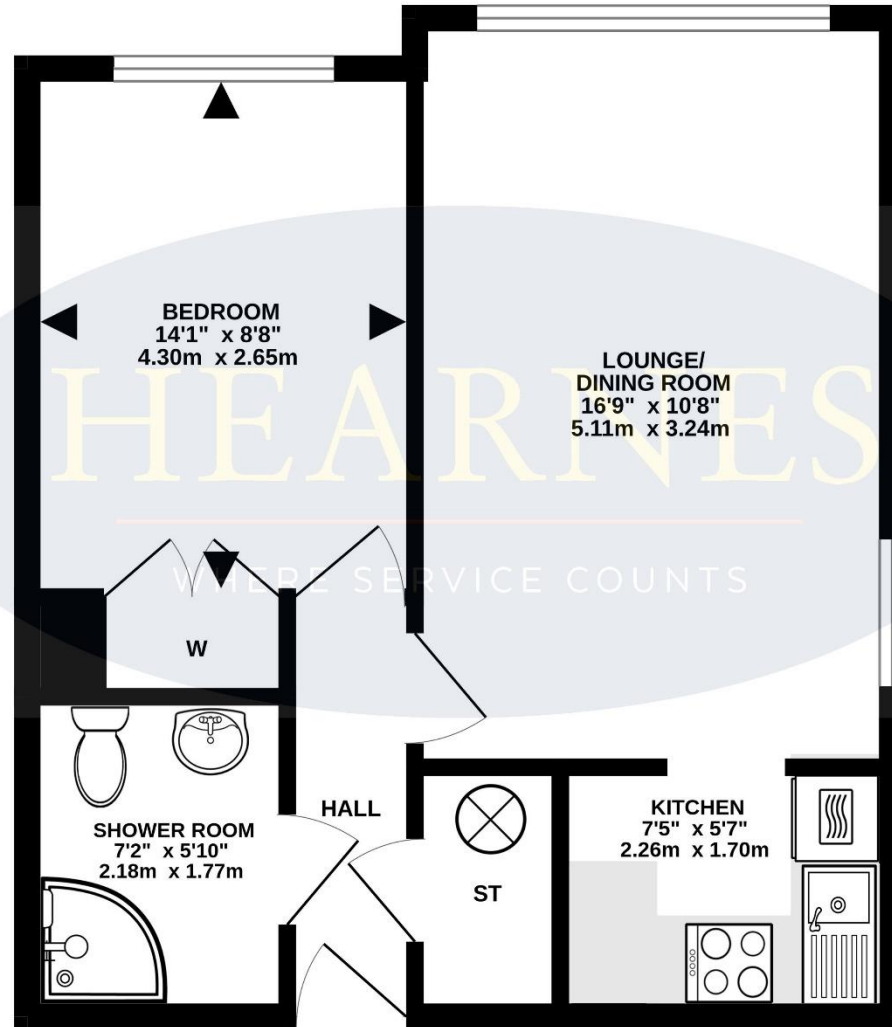 BEDROOM
14'1" x 8'8"
4.30m x 2.65m
LOUNGE/
DINING ROOM
16'9" x 10'8"
5.11m x 3.24m
HEARNES
WHERE SERVICE COUNTS
W
HALL
SHOWER ROOM
7'2" x 5'10"
2.18m x 1.77m
ST
KITCHEN
7'5" x 5'7"
2.26m x 1.70m